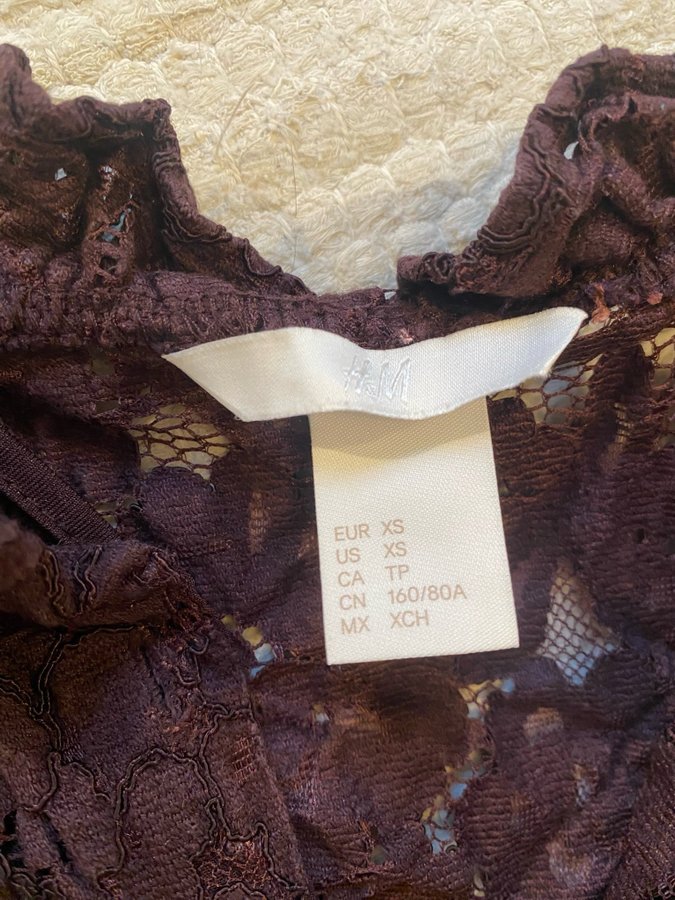 H&M
EUR XS
US XS
CA TP
CN 160/80A
MX XCH